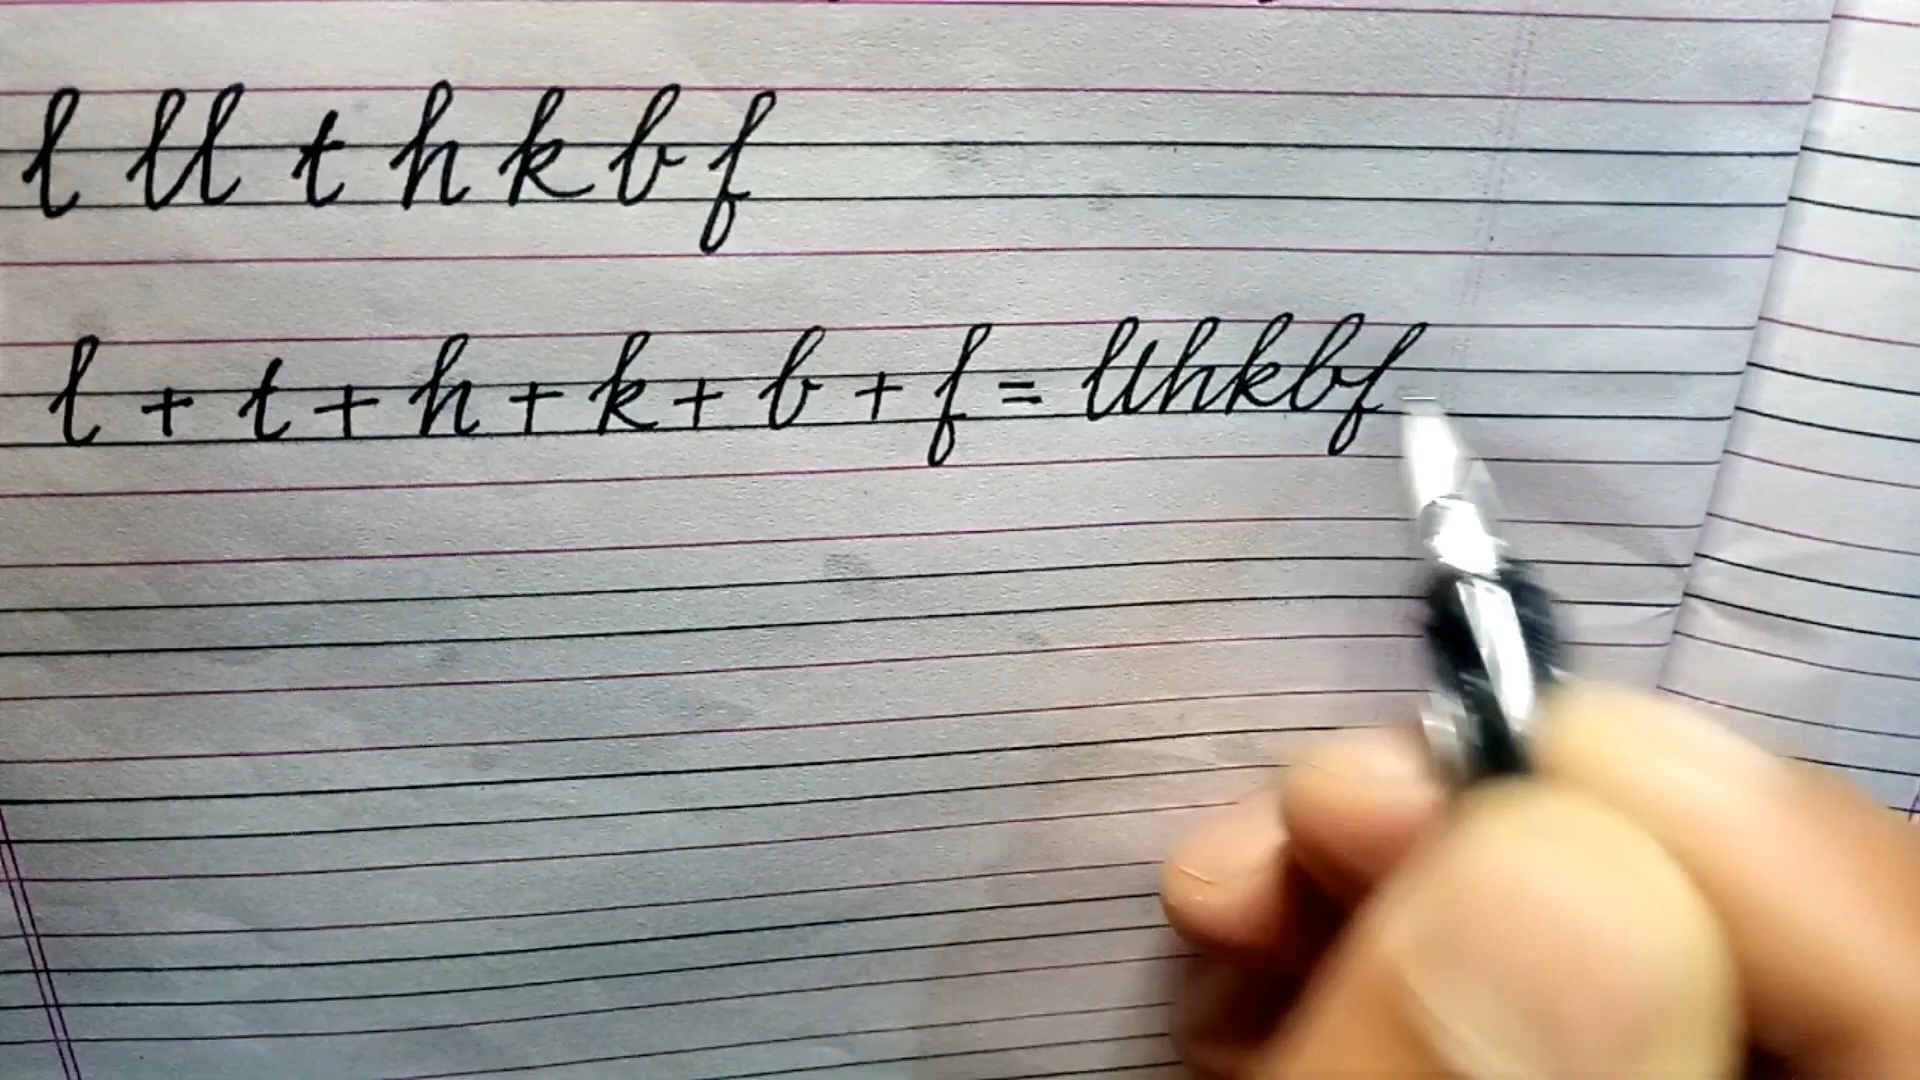 l ll t h k b f
l + t + h + k + b + f = lthkbf